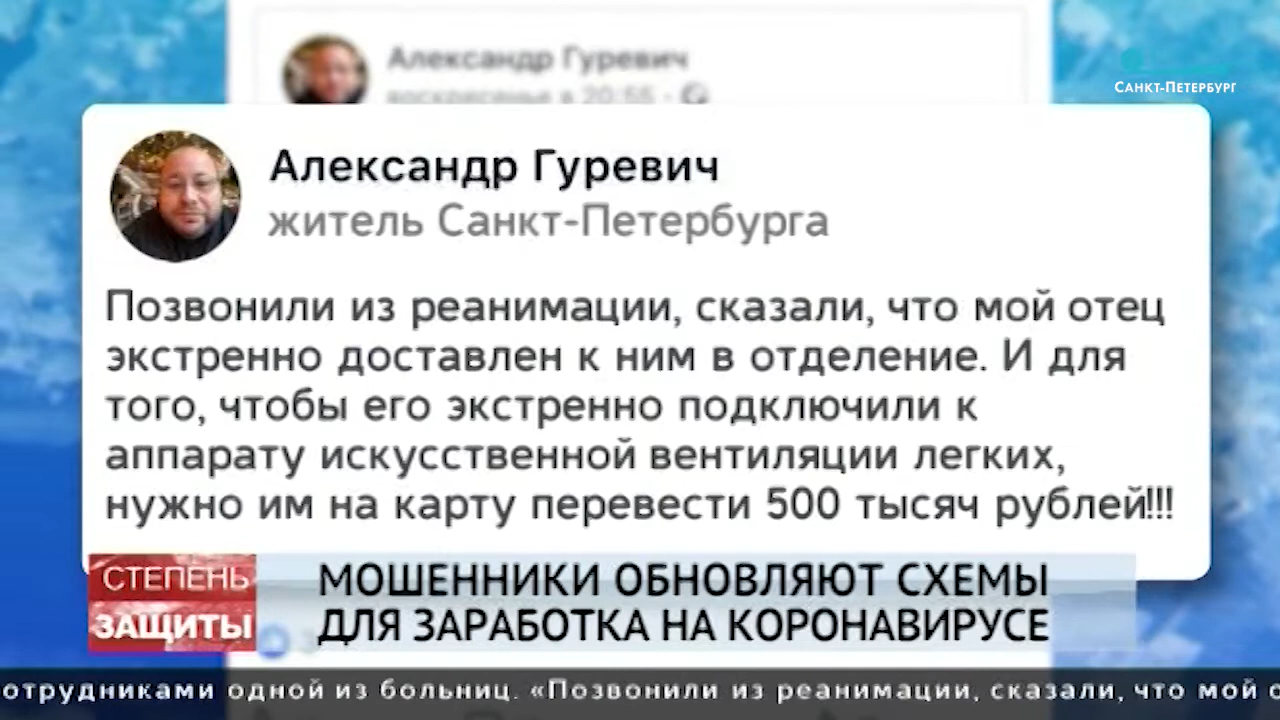 Александр Гуревич
воскресенье в 20:55
Санкт-Петербург
Александр Гуревич
житель Санкт-Петербурга
Позвонили из реанимации, сказали, что мой отец
экстренно доставлен к ним в отделение. И для
того, чтобы его экстренно подключили к
аппарату искусственной вентиляции легких,
нужно им на карту перевести 500 тысяч рублей!!!
СТЕПЕНЬ
ЗАЩИТЫ
МОШЕННИКИ ОБНОВЛЯЮТ СХЕМЫ
ДЛЯ ЗАРАБОТКА НА КОРОНАВИРУСЕ
отрудниками одной из больниц. «Позвонили из реанимации, сказали, что мой о